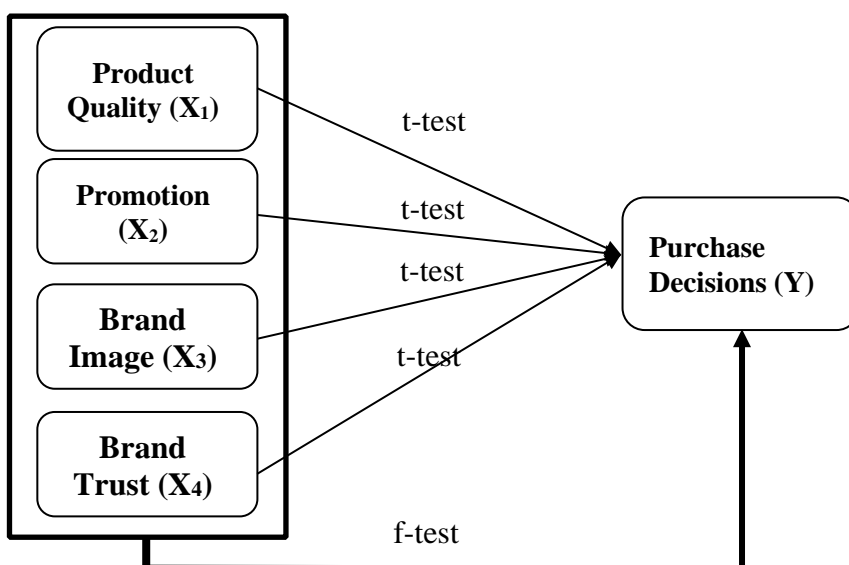 Product
Quality (X₁)
t-test
Promotion
(X₂)
t-test
Brand
Image (X₃)
t-test
Brand
Trust (X₄)
t-test
Purchase
Decisions (Y)
f-test